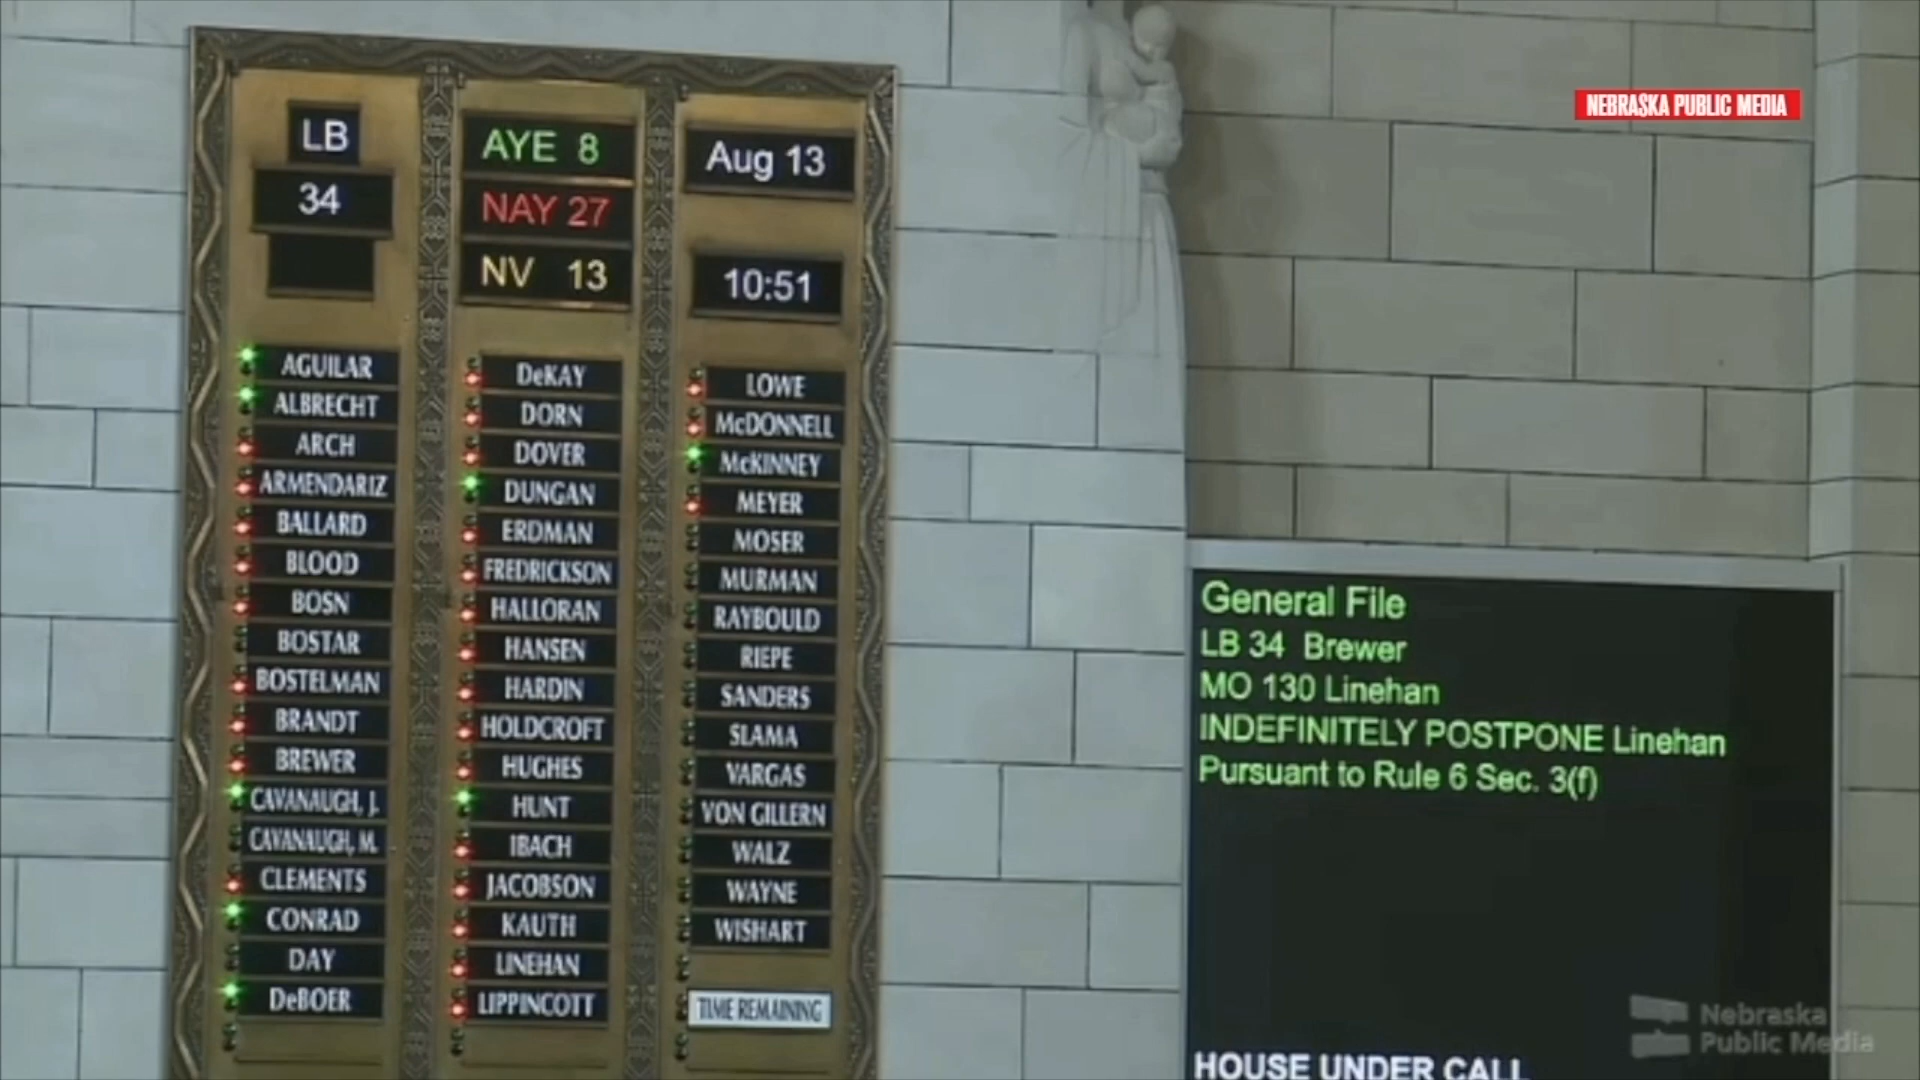 NEBRASKA PUBLIC MEDIA
LB
34
AYE 8
NAY 27
NV 13
Aug 13
10:51
AGUILAR
ALBRECHT
ARCH
ARMENDARIZ
BALLARD
BLOOD
BOSN
BOSTAR
BOSTELMAN
BRANDT
BREWER
CAVANAUGH, J.
CAVANAUGH, M.
CLEMENTS
CONRAD
DAY
DeBOER
DeKAY
DORN
DOVER
DUNGAN
ERDMAN
FREDRICKSON
HALLORAN
HANSEN
HARDIN
HOLDCROFT
HUGHES
HUNT
IBACH
JACOBSON
KAUTH
LINEHAN
LIPPINCOTT
LOWE
McDONNELL
McKINNEY
MEYER
MOSER
MURMAN
RAYBOULD
RIEPE
SANDERS
SLAMA
VARGAS
VON GILLERN
WALZ
WAYNE
WISHART
TIME REMAINING
General File
LB 34 Brewer
MO 130 Linehan
INDEFINITELY POSTPONE Linehan
Pursuant to Rule 6 Sec. 3(f)
HOUSE UNDER CALL
Nebraska
Public Media